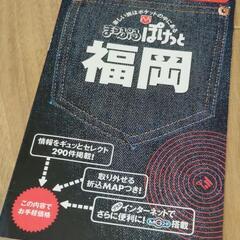 楽しい旅はポケットの中にある
まっぷる
ぽけっと
福岡
情報をギュッとセレクト
290件掲載!
取り外せる
折込MAPつき!
この内容で
お手軽価格
インターネットで
さらに便利に!
搭載